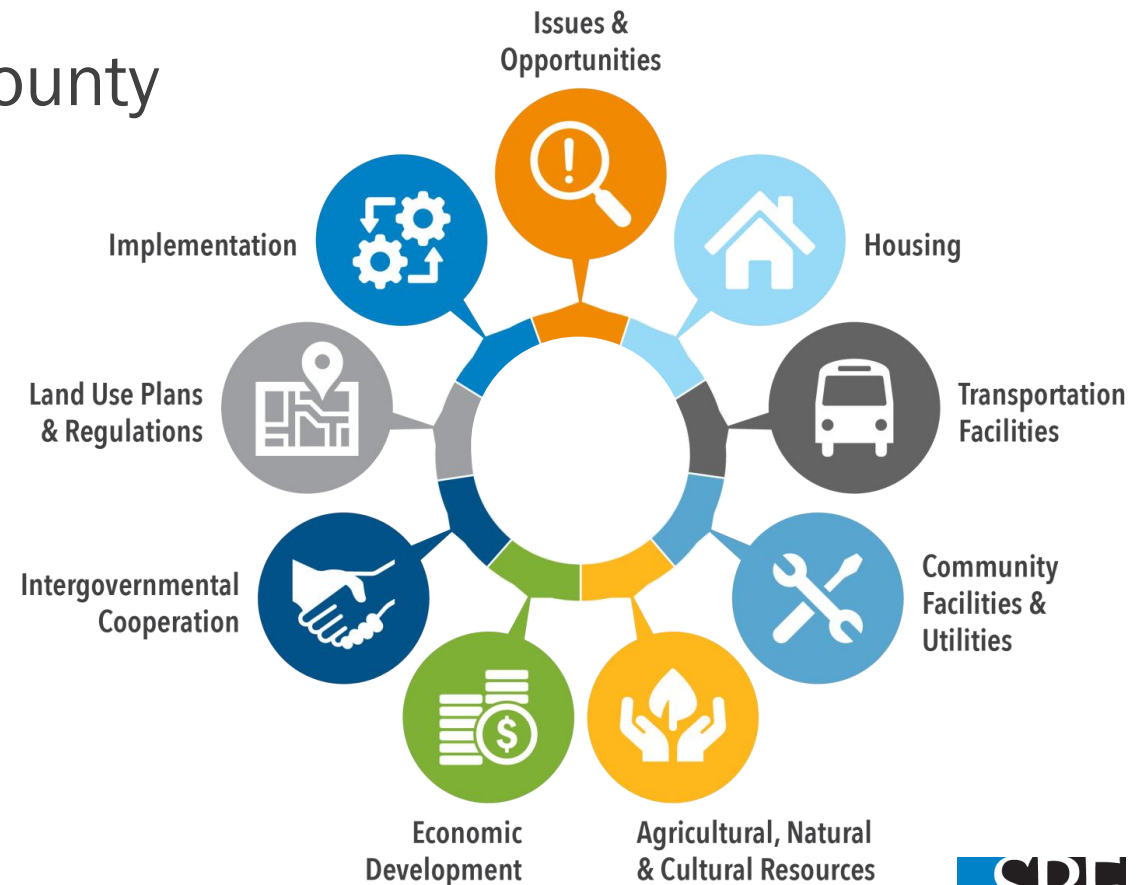 Issues &
Opportunities
Housing
Transportation
Facilities
Community
Facilities &
Utilities
Agricultural, Natural
& Cultural Resources
Economic
Development
Intergovernmental
Cooperation
Land Use Plans
& Regulations
Implementation
$
!